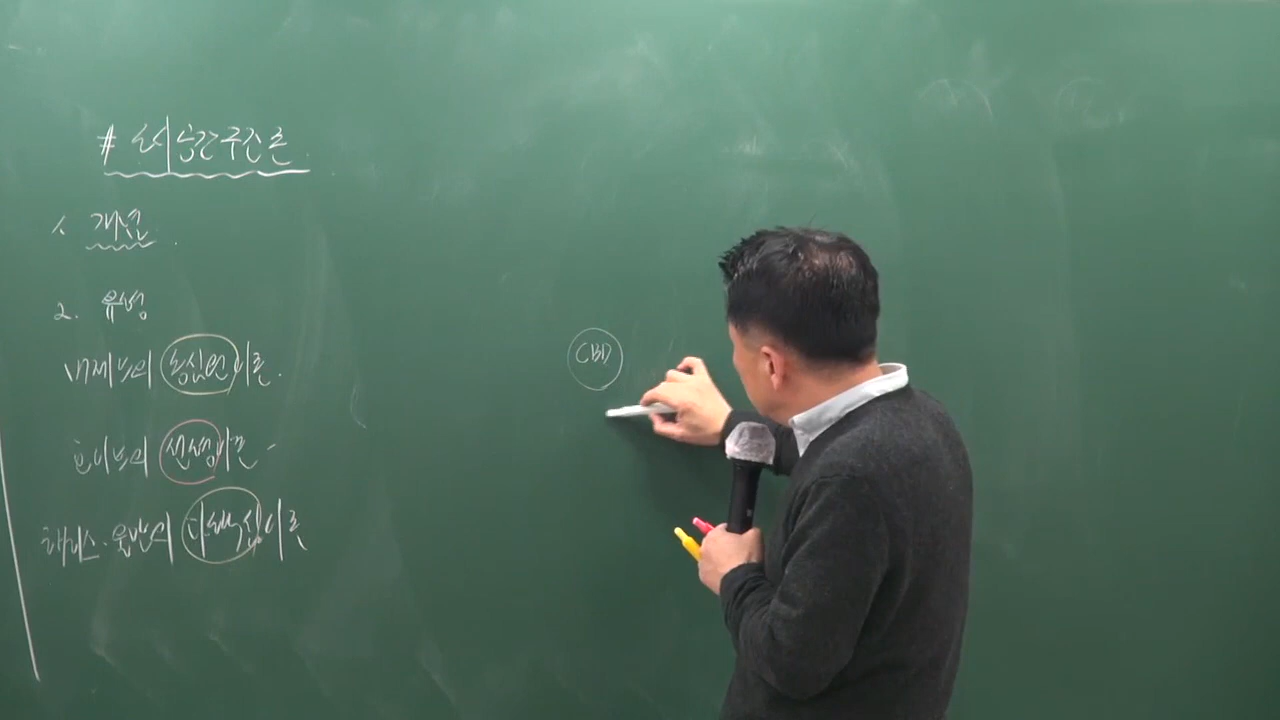 # 도시공간구조론
1. 개념
2. 유형
버제스의 동심원이론.
호이트의 선형이론
해리스·울만의 다핵심이론
CBD